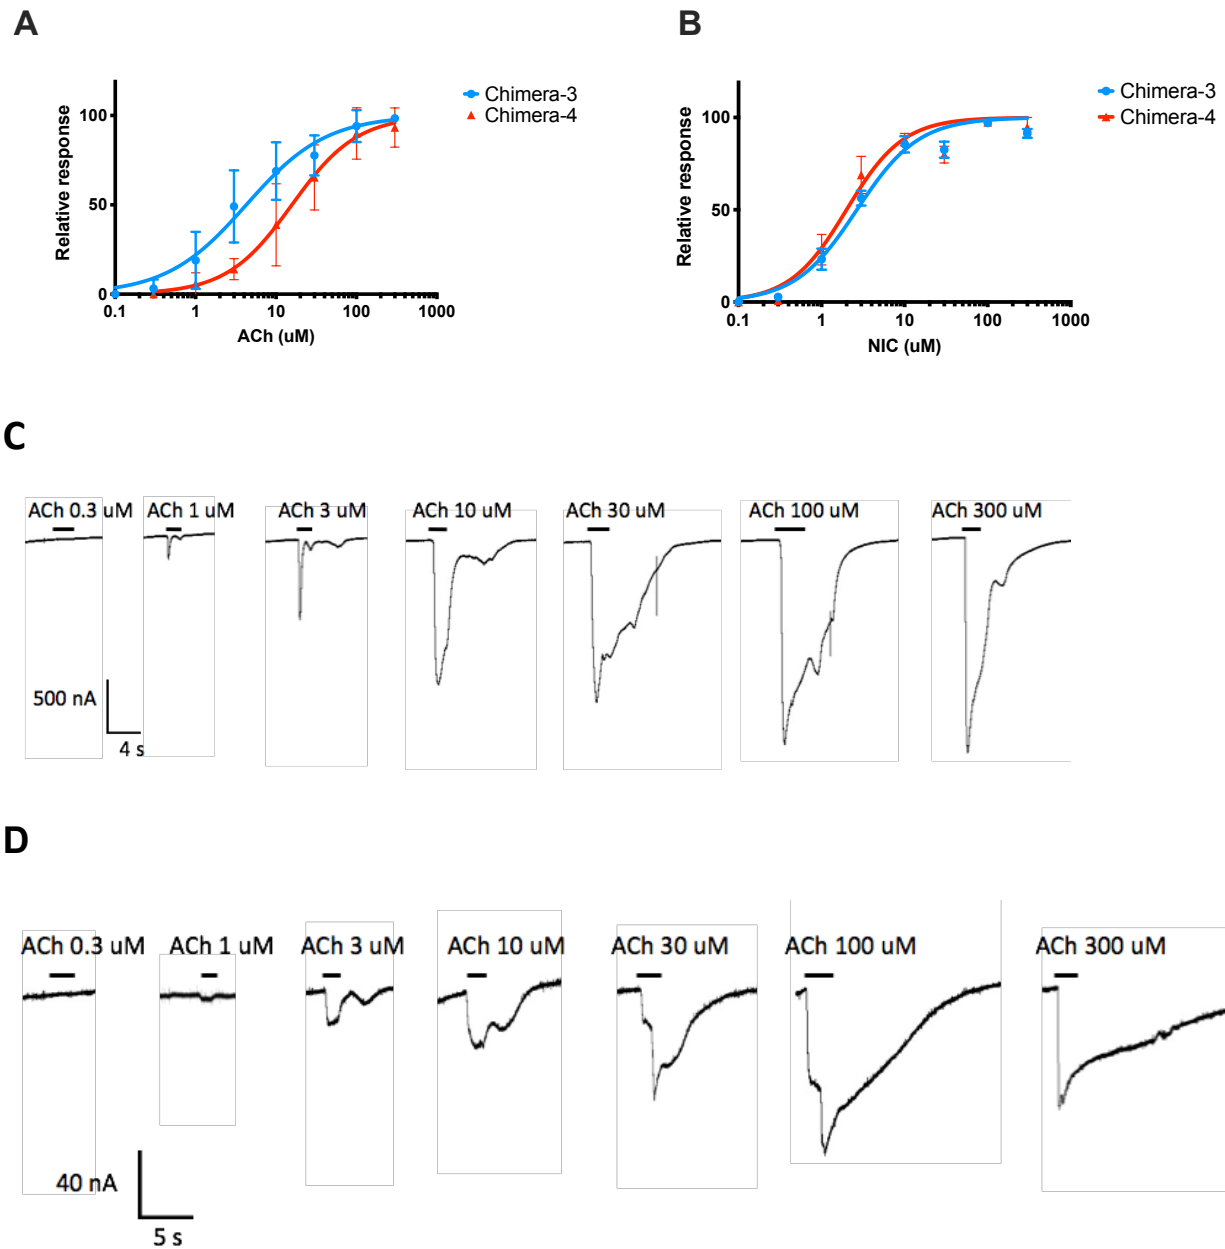 A
B
Relative response
100
50
0
0.1 1 10 100 1000
ACh (uM)
Chimera-3
Chimera-4
Relative response
100
50
0
0.1 1 10 100 1000
NIC (uM)
Chimera-3
Chimera-4
C
ACh 0.3 uM ACh 1 uM ACh 3 uM ACh 10 uM ACh 30 uM ACh 100 uM ACh 300 uM
500 nA
4 s
D
ACh 0.3 uM ACh 1 uM ACh 3 uM ACh 10 uM ACh 30 uM ACh 100 uM ACh 300 uM
40 nA
5 s